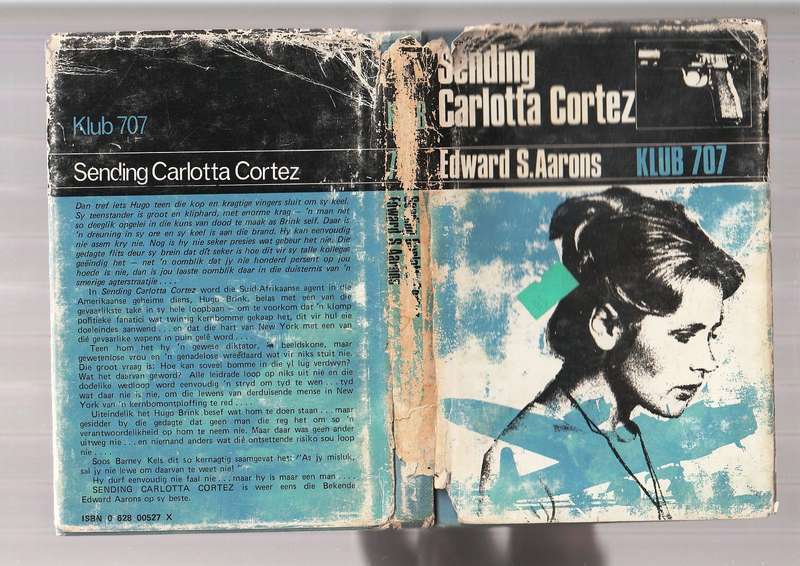 Klub 707
Sending Carlotta Cortez
Dan tref iets Hugo teen die kop en kragtige vingers sluit om sy keel.
Sy teenstander is groot en kliphard, met enorme krag – 'n man net
so deeglik opgelei in die kuns van dood te maak as Brink self. Daar is
'n dreuning in sy ore en sy keel is aan die brand. Hy kan eenvoudig
nie asem kry nie. Nog is hy nie seker presies wat gebeur het nie. Die
gedagte flits deur sy brein dat dít seker is hoe dit vir sy talle kollegas
geëindig het – met 'n oomblik dat jy nie honderd persent op jou
hoede is nie, dan is jou laaste oomblik daar in die duisternis van 'n
smerige agterstraatjie....
In Sending Carlotta Cortez word die Suid-Afrikaanse agent in die
Amerikaanse geheime diens, Hugo Brink, belas met een van die
gevaarlikste take in sy hele loopbaan – om te voorkom dat 'n klomp
politieke fanatici wat twintig kernbomme gekaap het, dit vir hul eie
doeleindes aanwend... en dat die hart van New York met een van
dié gevaarlike wapens in puin gelê word....
Teen hom het hy 'n gewese diktator, 'n beeldskone, maar
gewetenlose vrou en 'n genadelose wreedaard wat vir niks stuit nie.
Die groot vraag is: Hoe kan soveel bomme in die yl lug verdwyn?
Wat het daarvan geword? Alle leidrade loop op niks uit nie en die
dodelike wedloop word eenvoudig 'n stryd om tyd te wen... tyd
wat daar nie is nie, om die lewens van derduisende mense in New
York van 'n kernbomontploffing te red....
Uiteindelik het Hugo Brink besef wat hom te doen staan... maar
gesidder by die gedagte dat geen man die reg het om so 'n
verantwoordelikheid op hom te neem nie. Maar daar was geen ander
uitweg nie... en niemand anders wat dié ontsettende risiko sou loop
nie....
Soos Barney Kels dit so kernagtig saamgevat het: "As jy misluk,
sal jy nie lewe om daarvan te weet nie!"
Hy durf eenvoudig nie faal nie... maar hy is maar een man....
SENDING CARLOTTA CORTEZ is weer eens die Bekende
Edward Aarons op sy beste.
ISBN 0 628 00527 X
Edward S. Aarons
Sending
Carlotta Cortez
Edward S. Aarons KLUB 707